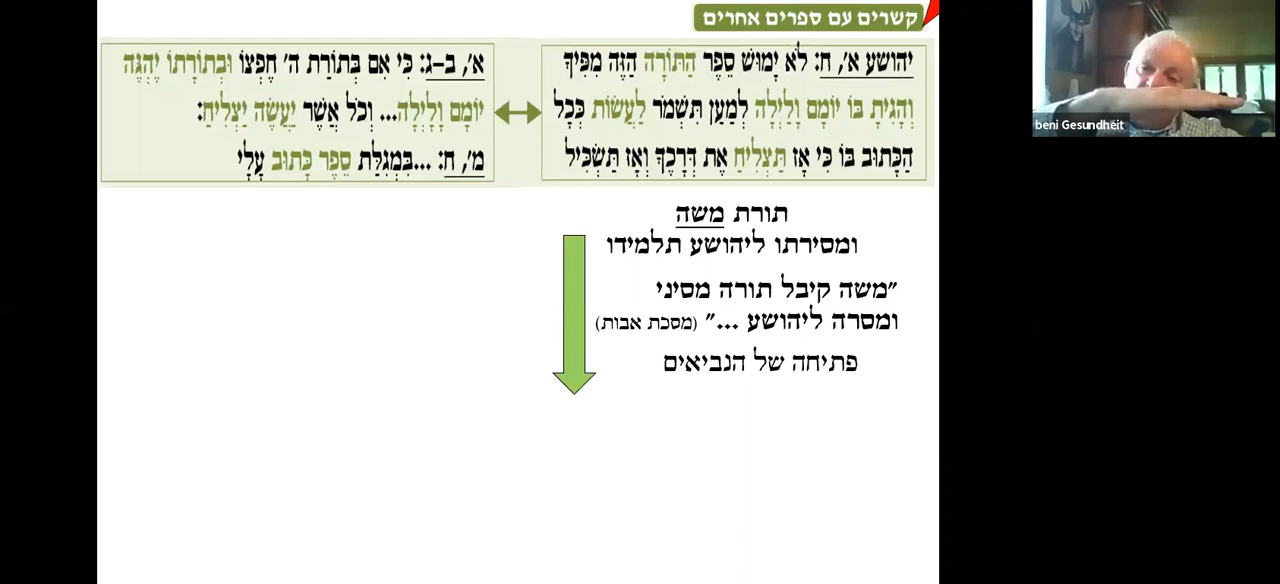 קשרים עם ספרים אחרים
יהושע א׳, ח: לֹא יָמוּשׁ סֵפֶר הַתּוֹרָה הַזֶּה מִפִּיךָ
וְהָגִיתָ בּוֹ יוֹמָם וָלַיְלָה לְמַעַן תִּשְׁמֹר לַעֲשׂוֹת כְּכָל
הַכָּתוּב בּוֹ כִּי אָז תַּצְלִיחַ אֶת דְּרָכֶךָ וְאָז תַּשְׂכִּיל
א׳, ב–ג: כִּי אִם בְּתוֹרַת ה׳ חֶפְצוֹ וּבְתוֹרָתוֹ יֶהְגֶּה
יוֹמָם וָלָיְלָה... וְכֹל אֲשֶׁר יַעֲשֶׂה יַצְלִיחַ:
מ׳, ח: ...בִּמְגִלַּת סֵפֶר כָּתוּב עָלָי
תורת משה
ומסירתו ליהושע תלמידו
״משה קיבל תורה מסיני
ומסרה ליהושע ...״ (מסכת אבות)
פתיחה של הנביאים
beni Gesundheit